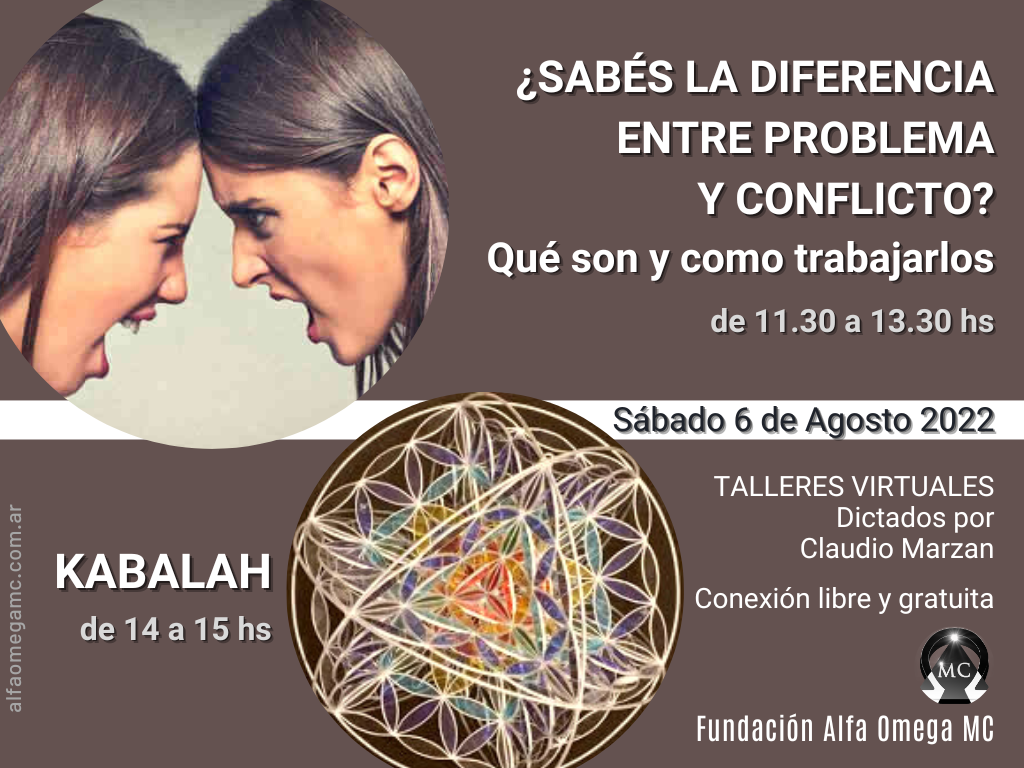 ¿SABÉS LA DIFERENCIA
ENTRE PROBLEMA
Y CONFLICTO?
Qué son y como trabajarlos
de 11.30 a 13.30 hs
Sábado 6 de Agosto 2022
TALLERES VIRTUALES
Dictados por
Claudio Marzan
Conexión libre y gratuita
KABALAH
de 14 a 15 hs
alfaomegamc.com.ar
MC
Fundación Alfa Omega MC